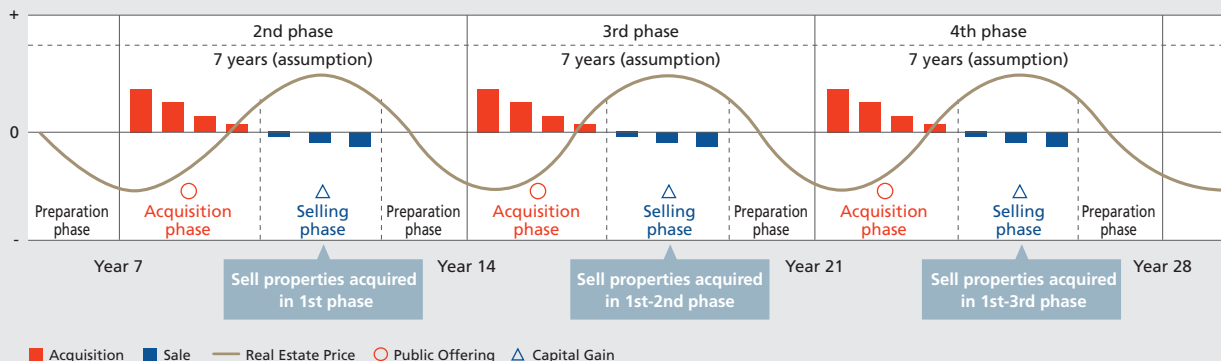 +
2nd phase
3rd phase
4th phase
7 years (assumption)
7 years (assumption)
7 years (assumption)
0
Preparation
phase
Acquisition
phase
Selling
phase
Preparation
phase
Acquisition
phase
Selling
phase
Preparation
phase
Acquisition
phase
Selling
phase
Preparation
phase
-
Year 7
Year 14
Year 21
Year 28
Sell properties acquired
in 1st phase
Sell properties acquired
in 1st-2nd phase
Sell properties acquired
in 1st-3rd phase
Acquisition Sale Real Estate Price Public Offering Capital Gain